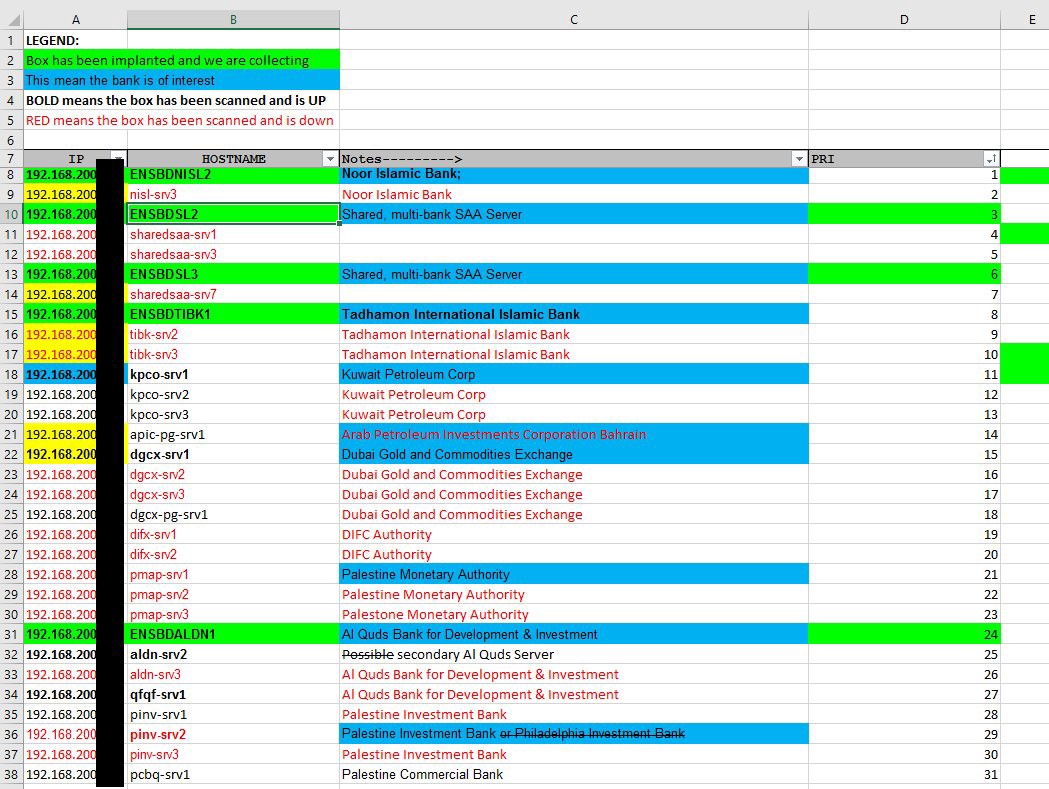 A B C D E
1 LEGEND:
2 Box has been implanted and we are collecting
3 This mean the bank is of interest
4 BOLD means the box has been scanned and is UP
5 RED means the box has been scanned and is down
6
7 IP HOSTNAME Notes---------> PRI
8 192.168.200 ENSBDNISL2 Noor Islamic Bank; 1
9 192.168.200 nisl-srv3 Noor Islamic Bank 2
10 192.168.200 ENSBDSL2 Shared, multi-bank SAA Server 3
11 192.168.200 sharedsaa-srv1 4
12 192.168.200 sharedsaa-srv3 5
13 192.168.200 ENSBDSL3 Shared, multi-bank SAA Server 6
14 192.168.200 sharedsaa-srv7 7
15 192.168.200 ENSBDTIBK1 Tadhamon International Islamic Bank 8
16 192.168.200 tibk-srv2 Tadhamon International Islamic Bank 9
17 192.168.200 tibk-srv3 Tadhamon International Islamic Bank 10
18 192.168.200 kpco-srv1 Kuwait Petroleum Corp 11
19 192.168.200 kpco-srv2 Kuwait Petroleum Corp 12
20 192.168.200 kpco-srv3 Kuwait Petroleum Corp 13
21 192.168.200 apic-pg-srv1 Arab Petroleum Investments Corporation Bahrain 14
22 192.168.200 dgcx-srv1 Dubai Gold and Commodities Exchange 15
23 192.168.200 dgcx-srv2 Dubai Gold and Commodities Exchange 16
24 192.168.200 dgcx-srv3 Dubai Gold and Commodities Exchange 17
25 192.168.200 dgcx-pg-srv1 Dubai Gold and Commodities Exchange 18
26 192.168.200 difx-srv1 DIFC Authority 19
27 192.168.200 difx-srv2 DIFC Authority 20
28 192.168.200 pmap-srv1 Palestine Monetary Authority 21
29 192.168.200 pmap-srv2 Palestine Monetary Authority 22
30 192.168.200 pmap-srv3 Palestone Monetary Authority 23
31 192.168.200 ENSBDALDN1 Al Quds Bank for Development & Investment 24
32 192.168.200 aldn-srv2 Possible secondary Al Quds Server 25
33 192.168.200 aldn-srv3 Al Quds Bank for Development & Investment 26
34 192.168.200 qfqf-srv1 Al Quds Bank for Development & Investment 27
35 192.168.200 pinv-srv1 Palestine Investment Bank 28
36 192.168.200 pinv-srv2 Palestine Investment Bank or Philadelphia Investment Bank 29
37 192.168.200 pinv-srv3 Palestine Investment Bank 30
38 192.168.200 pcbq-srv1 Palestine Commercial Bank 31